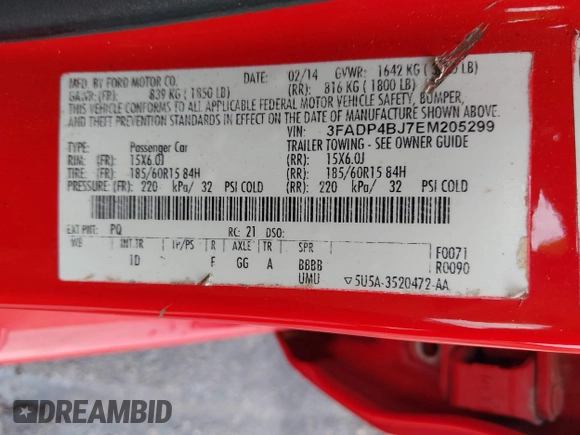 MFD. BY FORD MOTOR CO. DATE: 02/14 GVWR: 1642 KG ( LB)
GAWR:(FR): 839 KG ( 1850 LB) (RR): 816 KG ( 1800 LB)
THIS VEHICLE CONFORMS TO ALL APPLICABLE FEDERAL MOTOR VEHICLE SAFETY, BUMPER,
AND THEFT PREVENTION STANDARDS IN EFFECT ON THE DATE OF MANUFACTURE SHOWN ABOVE.
VIN: 3FADP4BJ7EM205299
TYPE: Passenger Car TRAILER TOWING - SEE OWNER GUIDE
RIM: (FR): 15X6.0J (RR): 15X6.0J
TIRE: (FR): 185/60R15 84H (RR): 185/60R15 84H
PRESSURE: (FR): 220 kPa/ 32 PSI COLD (RR): 220 kPa/ 32 PSI COLD
EXT PNT: PQ RC: 21 DSO:
WB INT TR TP/PS R AXLE TR SPR F0071
ID F GG A BBBB R0090
UMU ▽5U5A-3520472-AA
DREAMBID